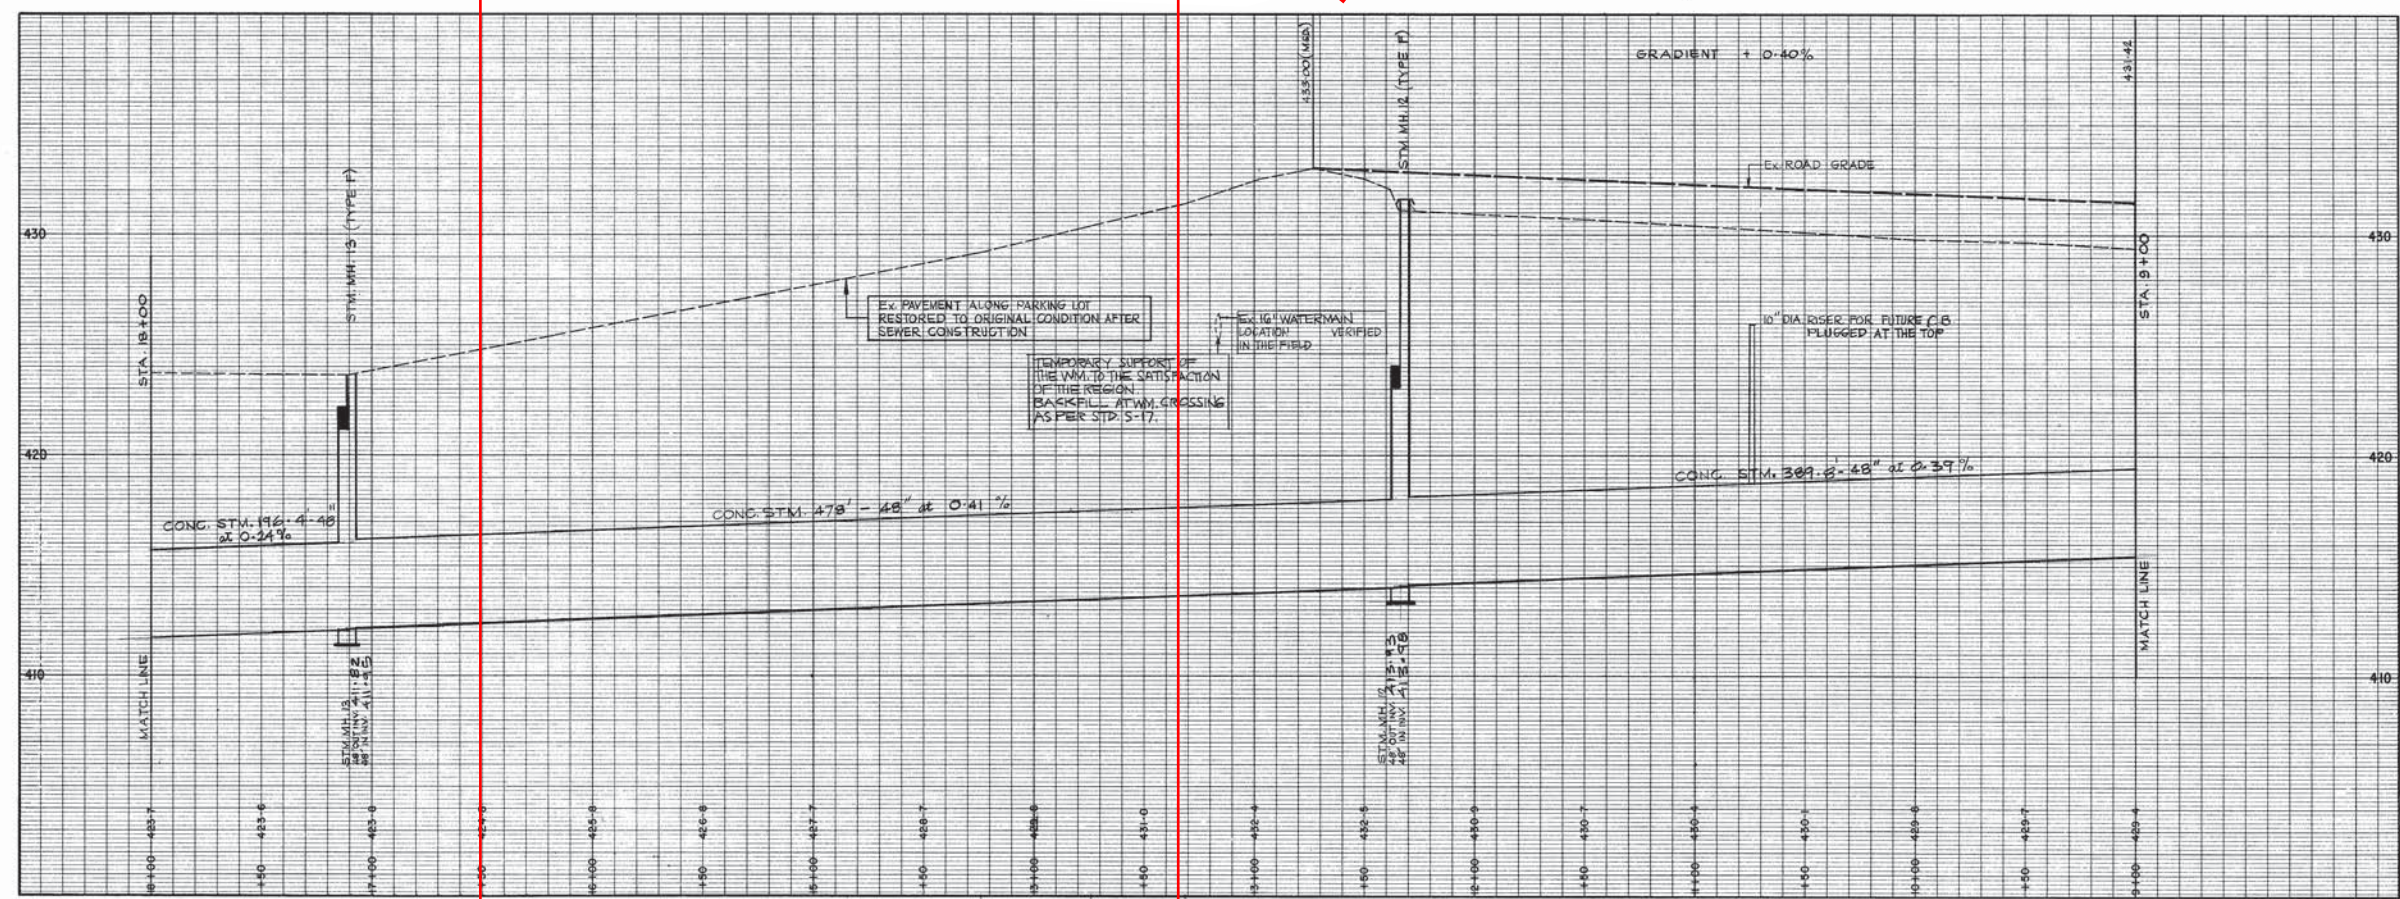 433.00 (MEA)
STM. MH. 12 (TYPE F)
GRADIENT + 0.40%
431.42
Ex. ROAD GRADE
STM. MH. 13 (TYPE F)
430
430
STA. 18+00
STA. 9+00
Ex. PAVEMENT ALONG PARKING LOT
RESTORED TO ORIGINAL CONDITION AFTER
SEWER CONSTRUCTION
Ex. 16" WATERMAIN
LOCATION VERIFIED
IN THE FIELD
10" DIA. RISER FOR FUTURE C.B.
PLUGGED AT THE TOP
TEMPORARY SUPPORT OF
THE WM. TO THE SATISFACTION
OF THE REGION
BACKFILL AT WM. CROSSING
AS PER STD. S-17.
420
420
CONC. STM. 196.4'-48"
at 0.24%
CONC. STM. 478' - 48" at 0.41 %
CONC. STM. 389.8'- 48" at 0.39 %
410
410
MATCH LINE
STM. MH. 13
48" OUT INV. 411.82
48" IN INV. 411.95
STM. MH. 12
48" OUT INV. 413.93
48" IN INV. 413.98
MATCH LINE
423.7
423.6
423.8
425.8
426.8
427.7
428.7
431.0
432.4
432.5
430.9
430.7
430.4
430.1
429.8
429.7
429.4
18+00
+50
17+00
+50
16+00
+50
15+00
+50
+50
13+00
+50
12+00
+50
11+00
+50
10+00
+50
9+00